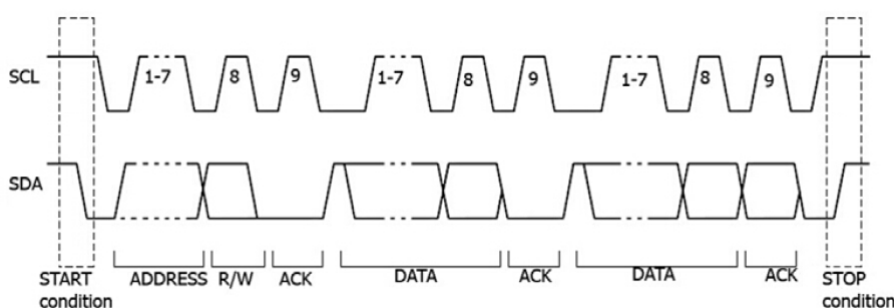 SCL 1-7 8 9 1-7 8 9 1-7 8 9
SDA
START condition
ADDRESS R/W ACK DATA ACK DATA ACK
STOP condition